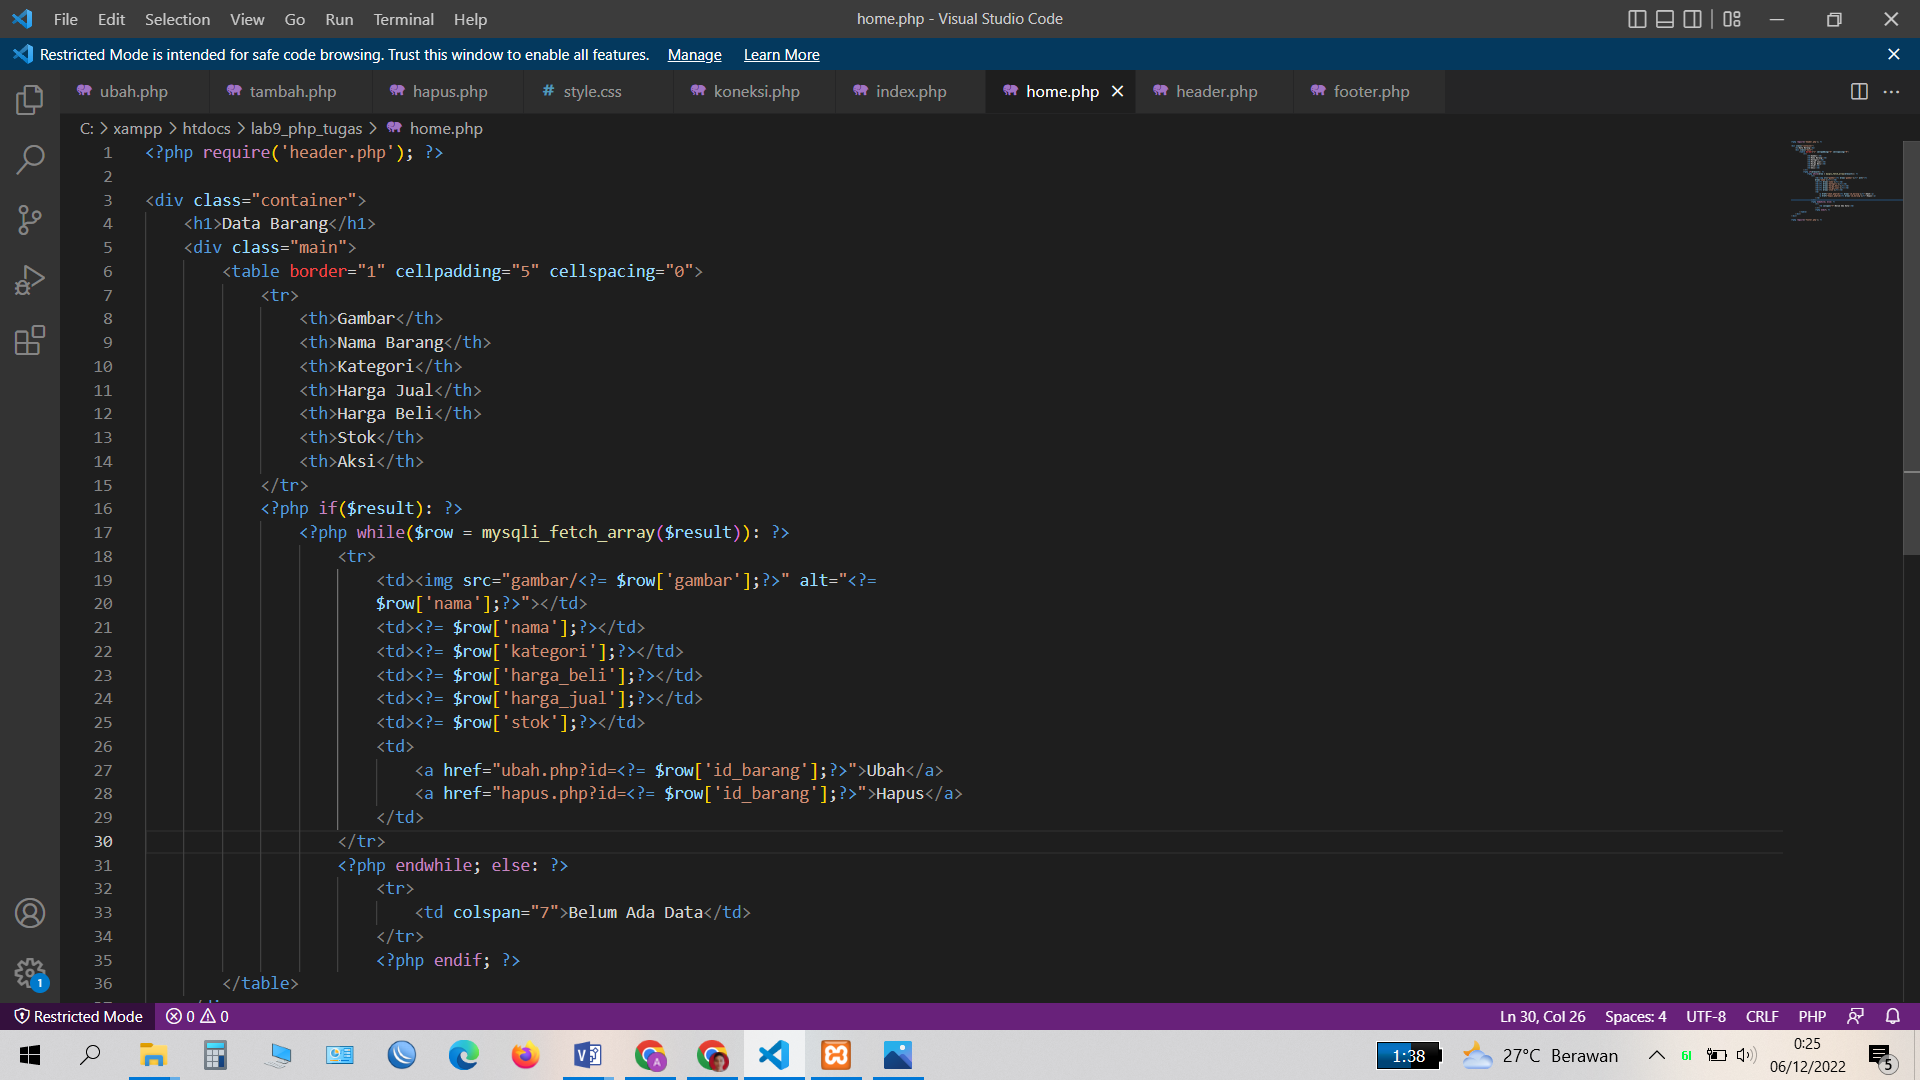 File Edit Selection View Go Run Terminal Help home.php - Visual Studio Code
Restricted Mode is intended for safe code browsing. Trust this window to enable all features. Manage Learn More
ubah.php tambah.php hapus.php # style.css koneksi.php index.php home.php header.php footer.php
C: > xampp > htdocs > lab9_php_tugas > home.php
1 <?php require('header.php'); ?>
2
3 <div class="container">
4 <h1>Data Barang</h1>
5 <div class="main">
6 <table border="1" cellpadding="5" cellspacing="0">
7 <tr>
8 <th>Gambar</th>
9 <th>Nama Barang</th>
10 <th>Kategori</th>
11 <th>Harga Jual</th>
12 <th>Harga Beli</th>
13 <th>Stok</th>
14 <th>Aksi</th>
15 </tr>
16 <?php if($result): ?>
17 <?php while($row = mysqli_fetch_array($result)): ?>
18 <tr>
19 <td><img src="gambar/<?= $row['gambar'];?>" alt="<?=
20 $row['nama'];?>"></td>
21 <td><?= $row['nama'];?></td>
22 <td><?= $row['kategori'];?></td>
23 <td><?= $row['harga_beli'];?></td>
24 <td><?= $row['harga_jual'];?></td>
25 <td><?= $row['stok'];?></td>
26 <td>
27 <a href="ubah.php?id=<?= $row['id_barang'];?>">Ubah</a>
28 <a href="hapus.php?id=<?= $row['id_barang'];?>">Hapus</a>
29 </td>
30 </tr>
31 <?php endwhile; else: ?>
32 <tr>
33 <td colspan="7">Belum Ada Data</td>
34 </tr>
35 <?php endif; ?>
36 </table>
1
Restricted Mode 0 0 Ln 30, Col 26 Spaces: 4 UTF-8 CRLF PHP
1:38 27°C Berawan 0:25
06/12/2022 5